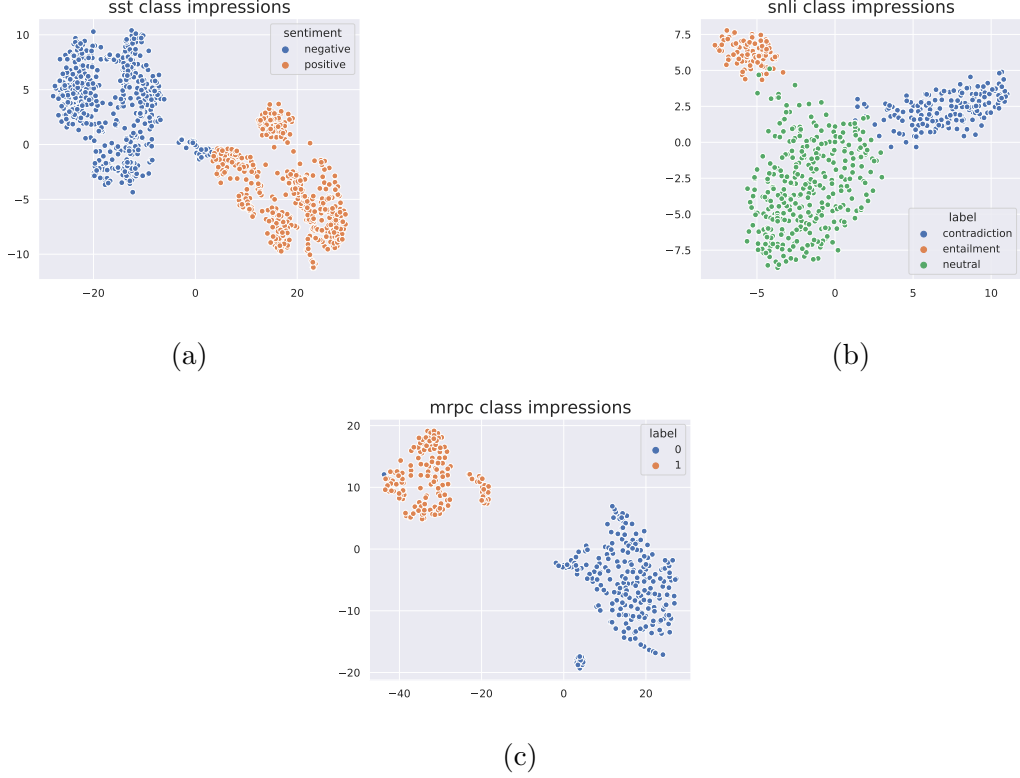 sst class impressions
sentiment
negative
positive
10
5
0
−5
−10
−20
0
20
(a)
snli class impressions
7.5
5.0
2.5
0.0
−2.5
−5.0
−7.5
label
contradiction
entailment
neutral
−5
0
5
10
(b)
mrpc class impressions
label
0
1
20
10
0
−10
−20
−40
−20
0
20
(c)